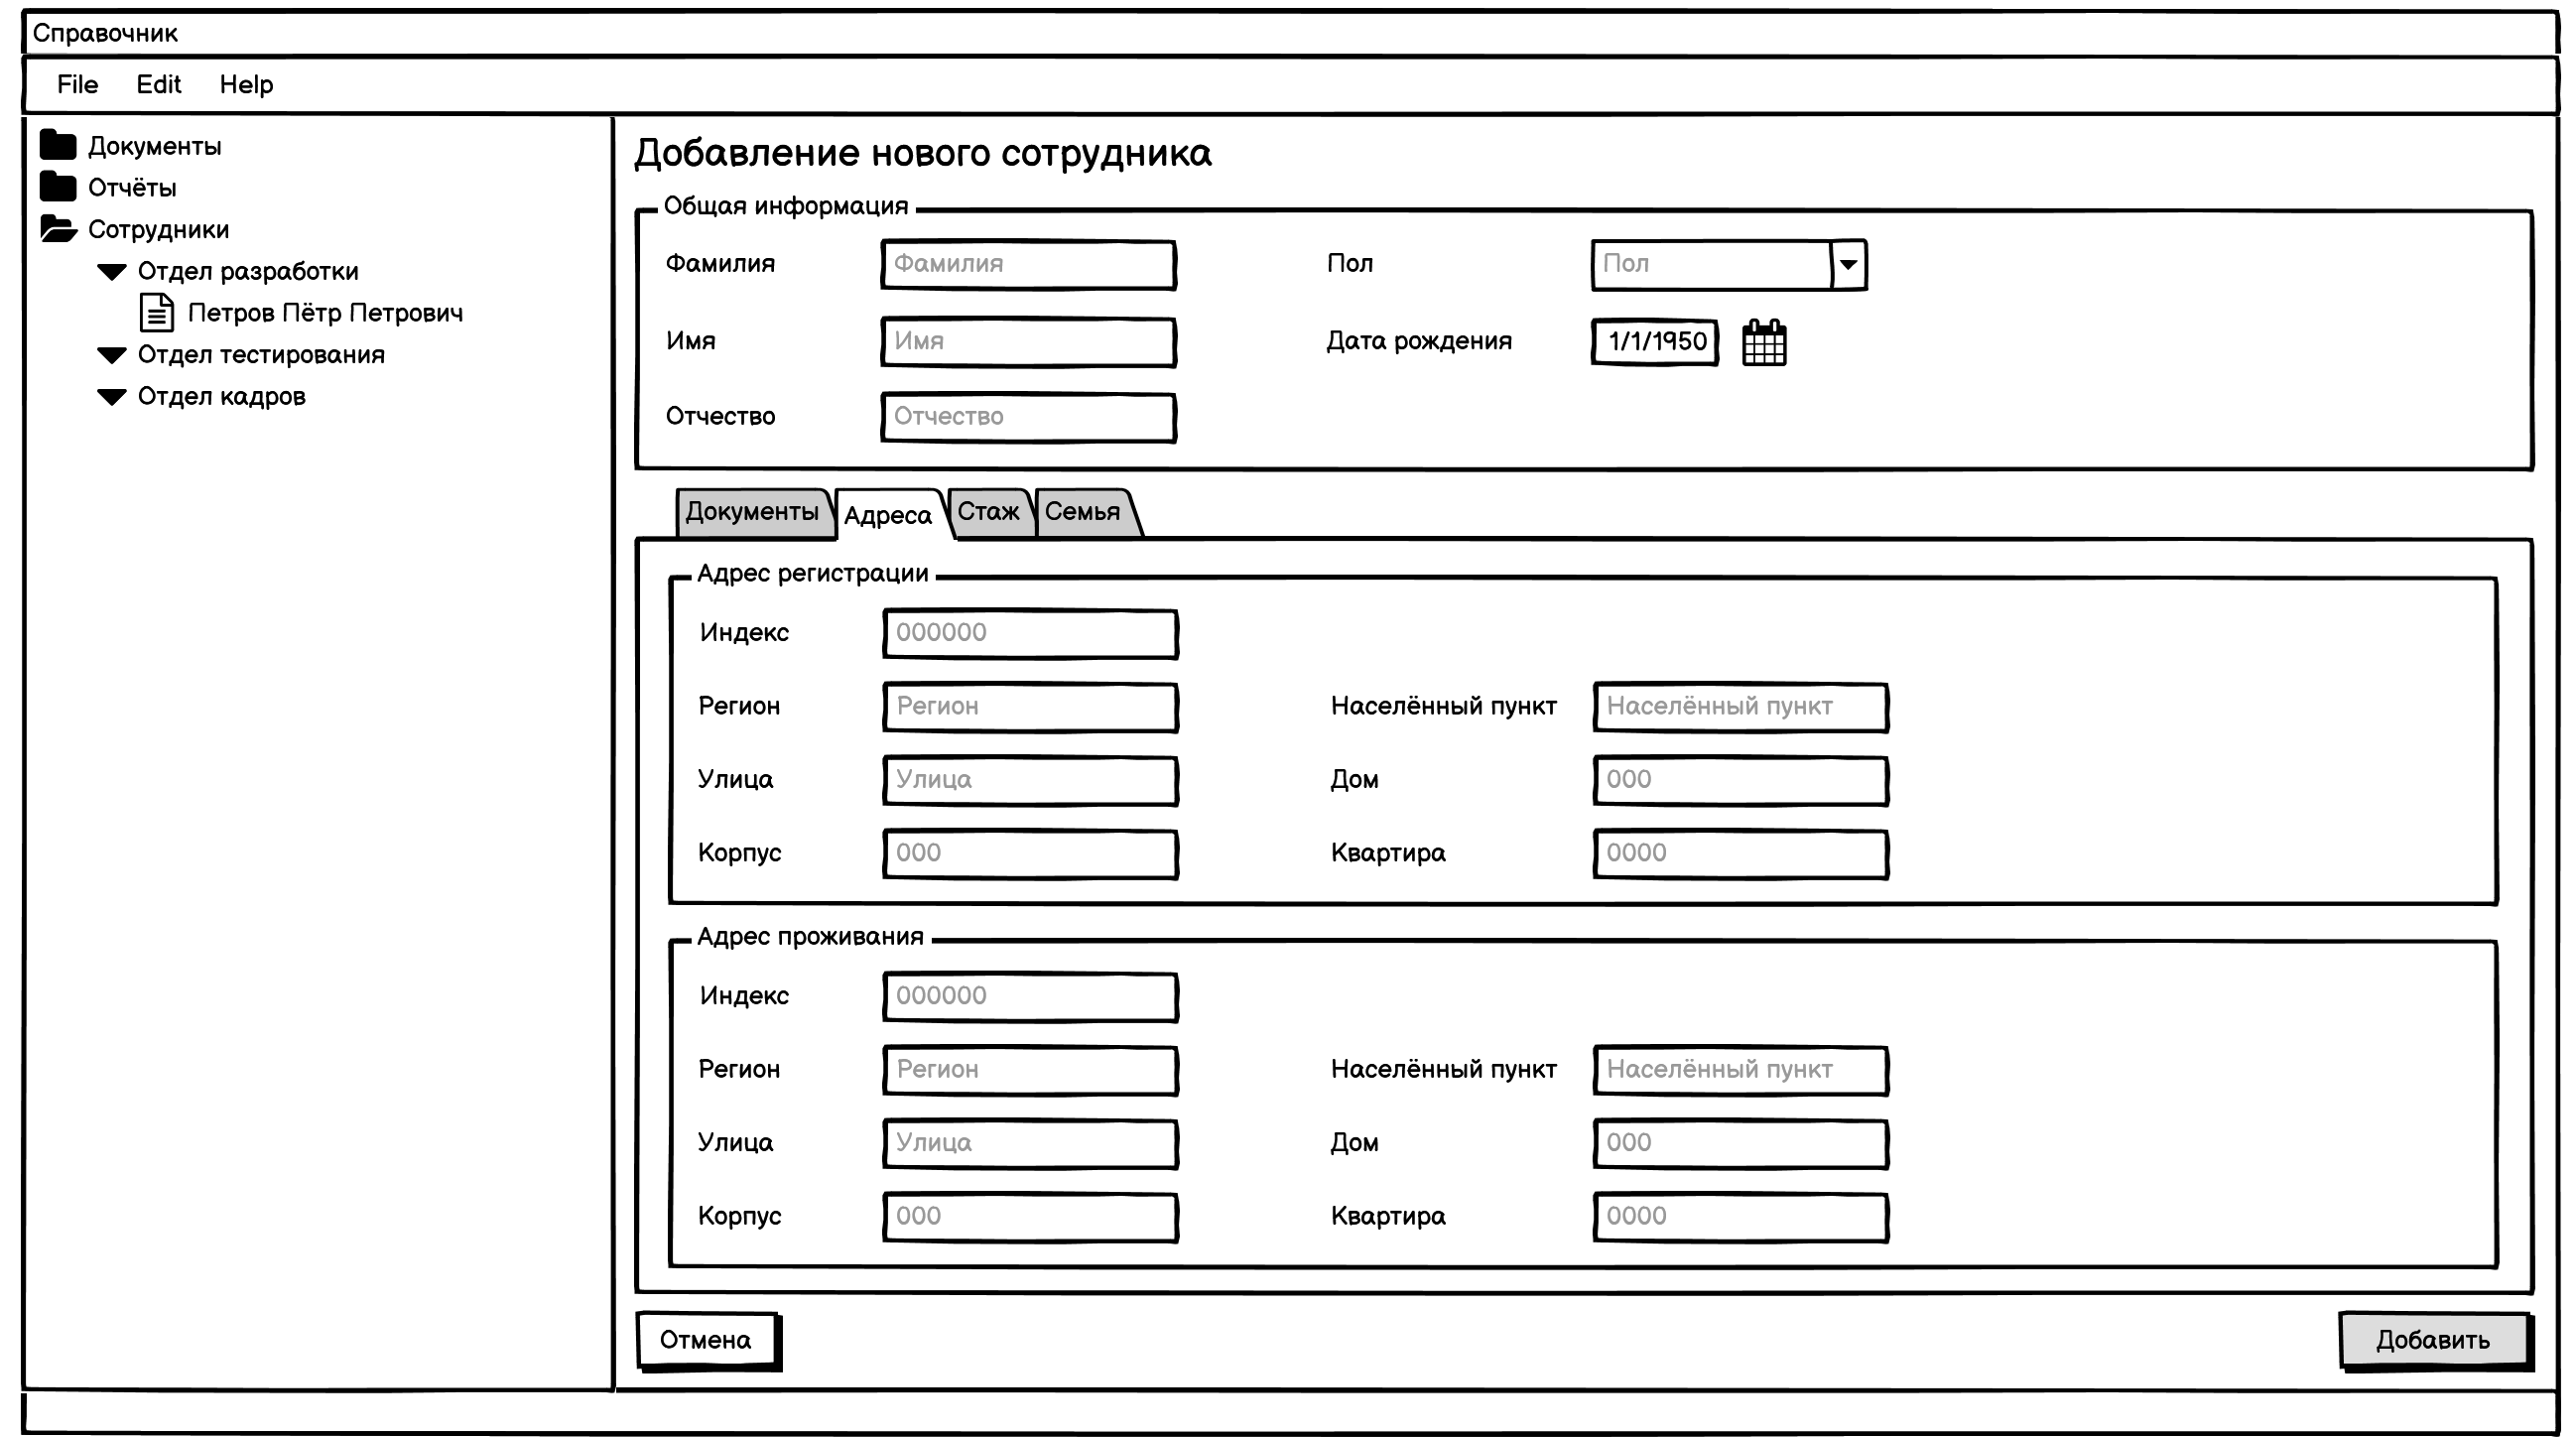 Справочник
File Edit Help
Документы
Отчёты
Сотрудники
Отдел разработки
Петров Пётр Петрович
Отдел тестирования
Отдел кадров
Добавление нового сотрудника
Общая информация
Фамилия Фамилия Пол Пол
Имя Имя Дата рождения 1/1/1950
Отчество Отчество
Документы Адреса Стаж Семья
Адрес регистрации
Индекс 000000
Регион Регион Населённый пункт Населённый пункт
Улица Улица Дом 000
Корпус 000 Квартира 0000
Адрес проживания
Индекс 000000
Регион Регион Населённый пункт Населённый пункт
Улица Улица Дом 000
Корпус 000 Квартира 0000
Отмена Добавить